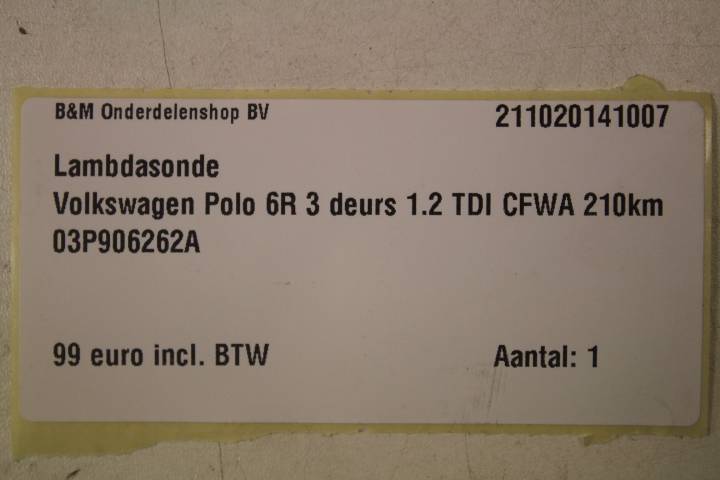 B&M Onderdelenshop BV 211020141007
Lambdasonde
Volkswagen Polo 6R 3 deurs 1.2 TDI CFWA 210km
03P906262A
99 euro incl. BTW Aantal: 1